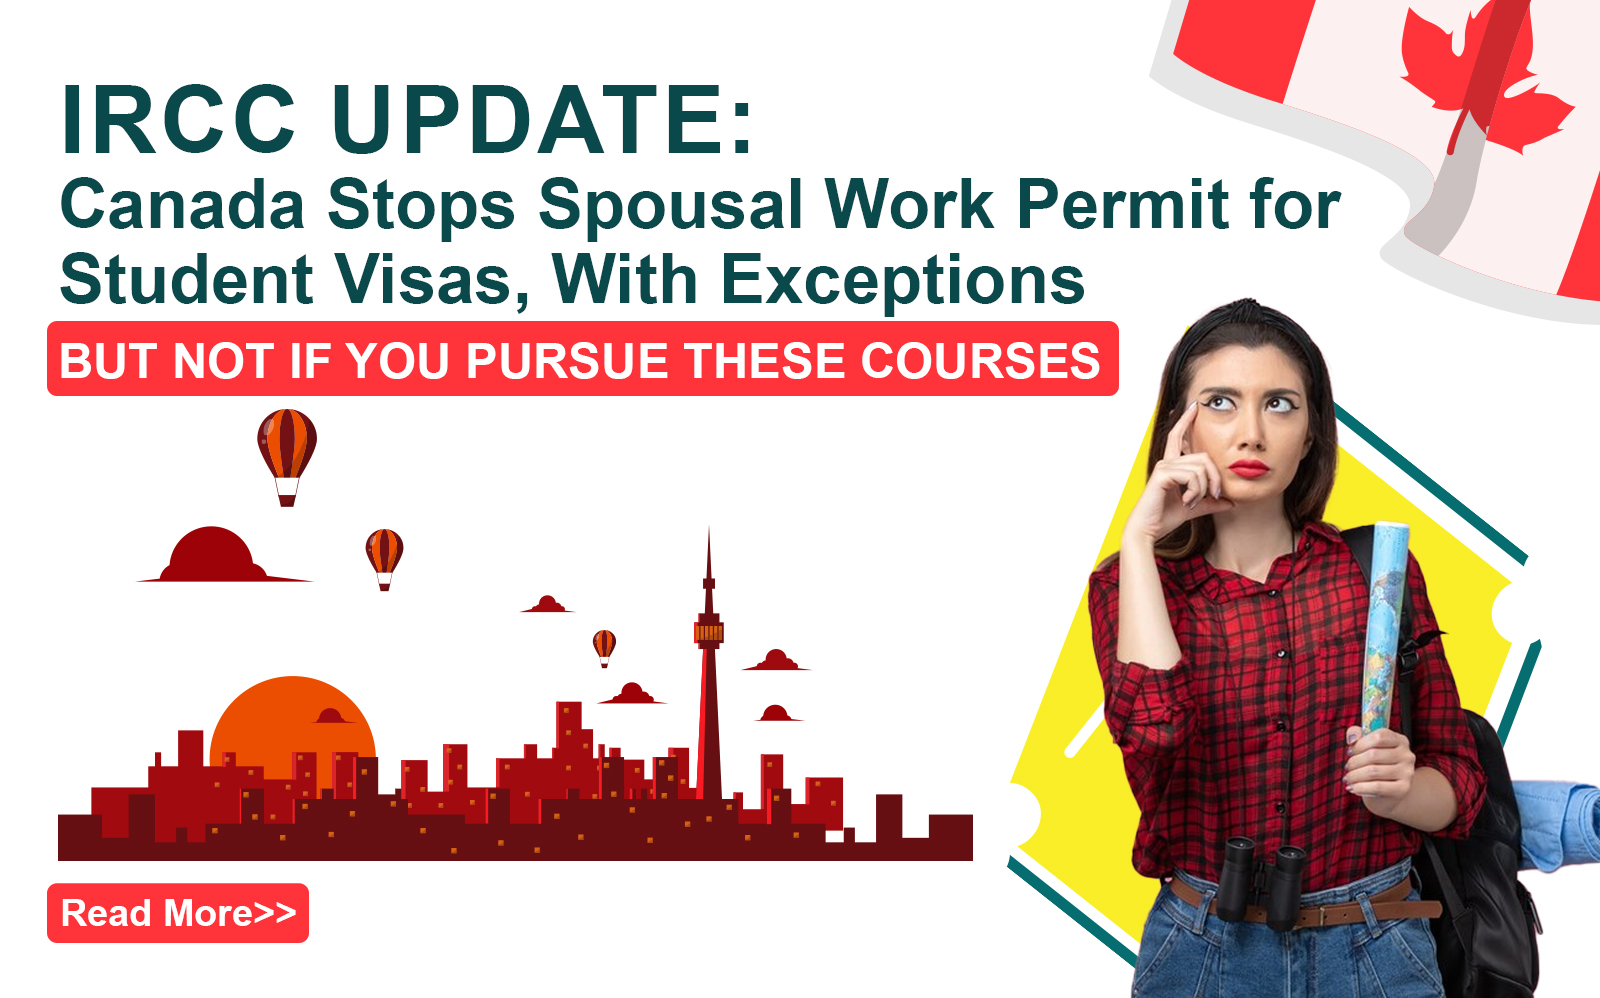 IRCC UPDATE:
Canada Stops Spousal Work Permit for
Student Visas, With Exceptions
BUT NOT IF YOU PURSUE THESE COURSES
Read More>>